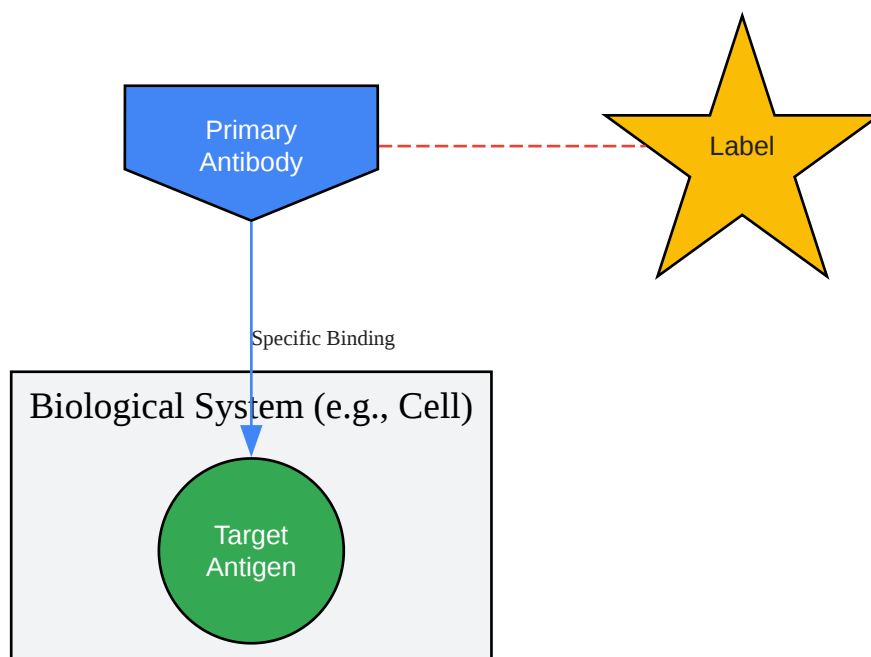 Primary
Antibody
Label
Specific Binding
Biological System (e.g., Cell)
Target
Antigen